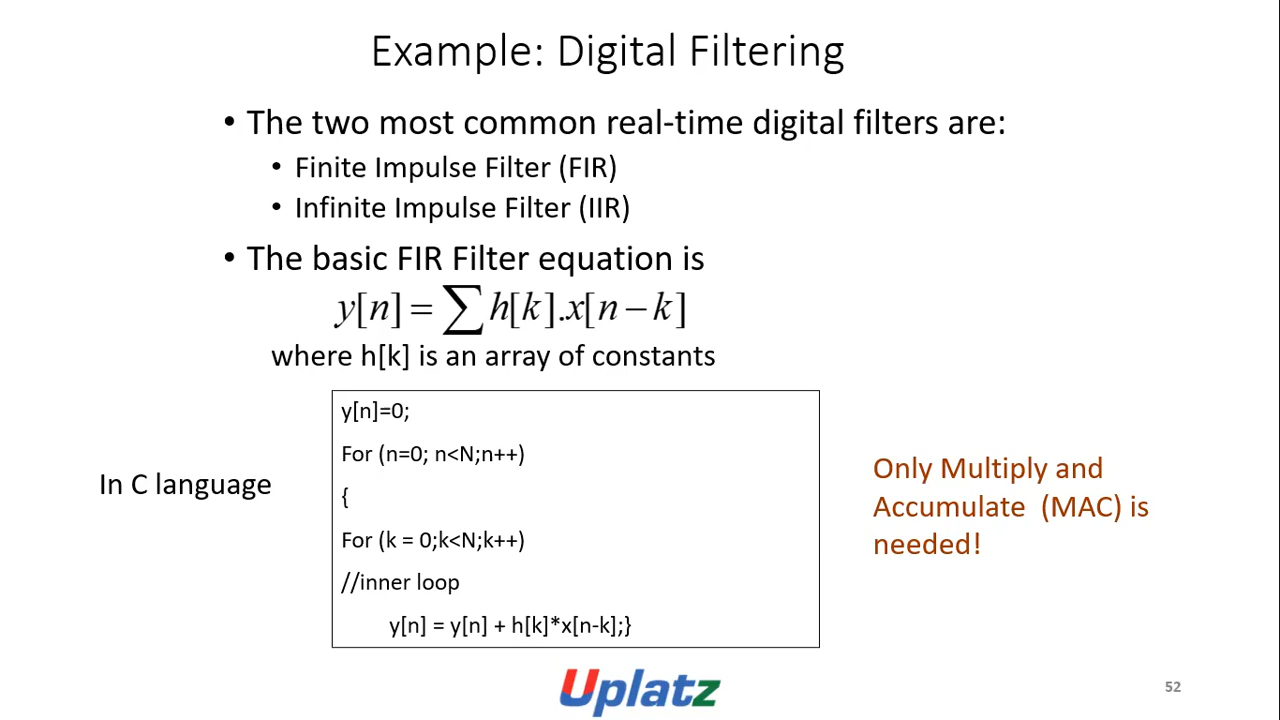 Example: Digital Filtering
• The two most common real-time digital filters are:
• Finite Impulse Filter (FIR)
• Infinite Impulse Filter (IIR)
• The basic FIR Filter equation is
y[n] = ∑ h[k].x[n − k]
where h[k] is an array of constants
y[n]=0;
For (n=0; n<N;n++)
{
For (k = 0;k<N;k++)
//inner loop
y[n] = y[n] + h[k]*x[n-k];}
In C language
Only Multiply and
Accumulate (MAC) is
needed!
Uplatz
52